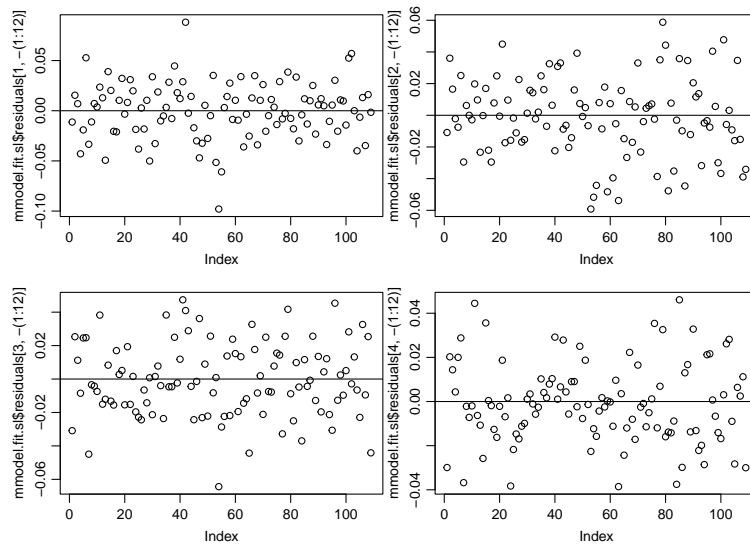 mmodel.fit.sl$residuals[1, −(1:12)]
0.05
0.00
−0.05
−0.10
0 20 40 60 80 100
Index
mmodel.fit.sl$residuals[2, −(1:12)]
0.06
0.02
−0.02
−0.06
0 20 40 60 80 100
Index
mmodel.fit.sl$residuals[3, −(1:12)]
0.02
−0.02
−0.06
0 20 40 60 80 100
Index
mmodel.fit.sl$residuals[4, −(1:12)]
0.04
0.02
0.00
−0.04
0 20 40 60 80 100
Index